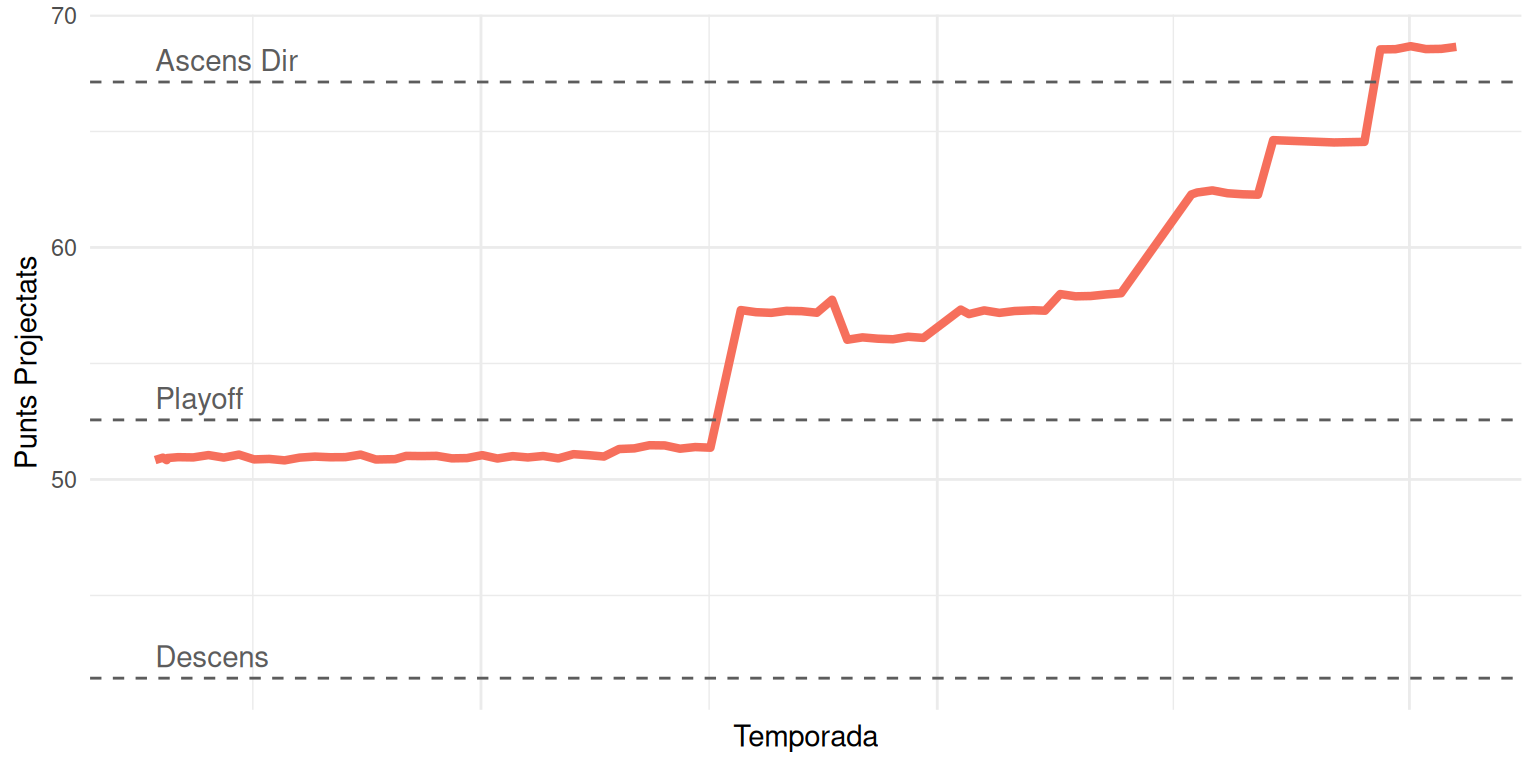 70
Ascens Dir
60
Playoff
50
Descens
Punts Projectats
Temporada